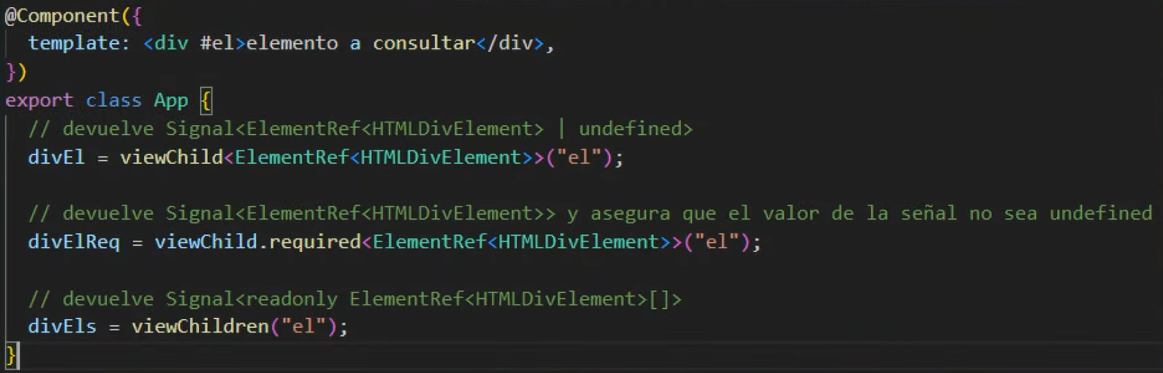 @Component({
  template: <div #el>elemento a consultar</div>,
})
export class App {
  // devuelve Signal<ElementRef<HTMLDivElement> | undefined>
  divEl = viewChild<ElementRef<HTMLDivElement>>("el");
  // devuelve Signal<ElementRef<HTMLDivElement>> y asegura que el valor de la señal no sea undefined
  divElReq = viewChild.required<ElementRef<HTMLDivElement>>("el");
  // devuelve Signal<readonly ElementRef<HTMLDivElement>[]>
  divEls = viewChildren("el");
}